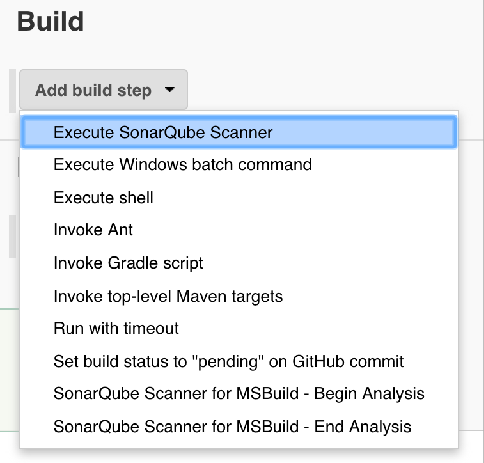 Build
Add build step
Execute SonarQube Scanner
Execute Windows batch command
Execute shell
Invoke Ant
Invoke Gradle script
Invoke top-level Maven targets
Run with timeout
Set build status to "pending" on GitHub commit
SonarQube Scanner for MSBuild - Begin Analysis
SonarQube Scanner for MSBuild - End Analysis